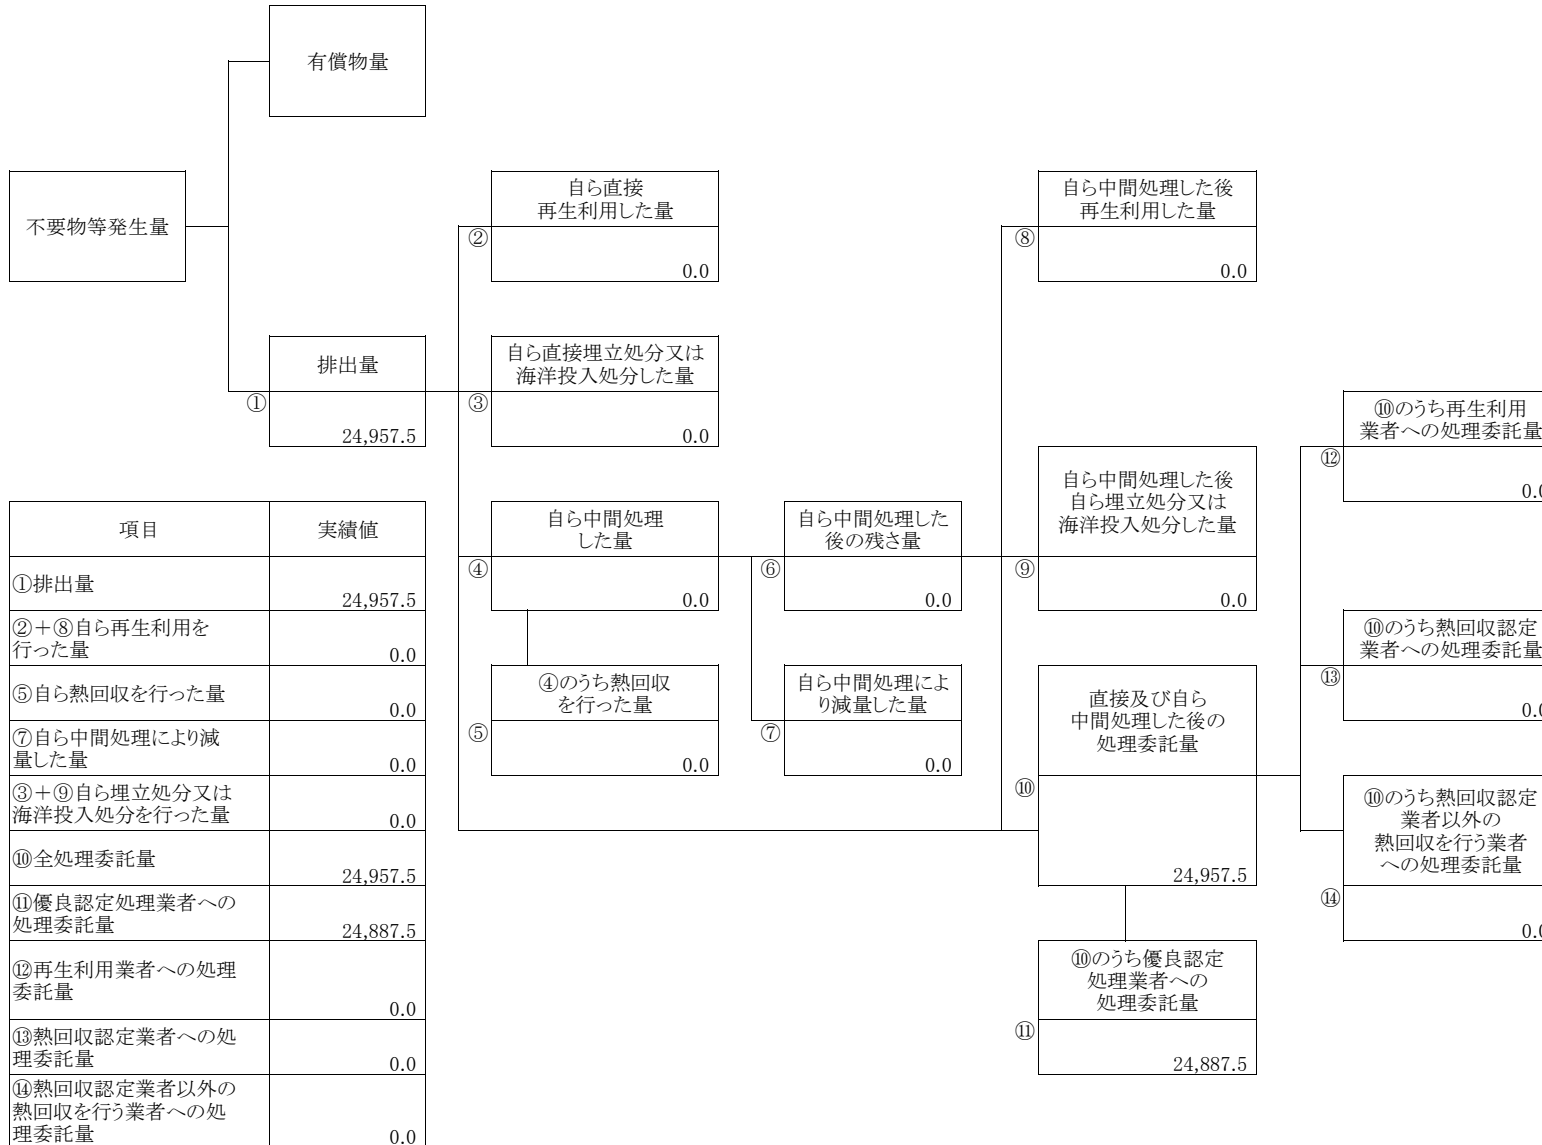 有償物量
不要物等発生量
自ら直接
再生利用した量
②
0.0
自ら中間処理した後
再生利用した量
⑧
0.0
排出量
①
24,957.5
自ら直接埋立処分又は
海洋投入処分した量
③
0.0
⑩のうち再生利用
業者への処理委託量
⑫
0.0
自ら中間処理
した量
④
0.0
自ら中間処理した
後の残さ量
⑥
0.0
自ら中間処理した後
自ら埋立処分又は
海洋投入処分した量
⑨
0.0
④のうち熱回収
を行った量
⑤
0.0
自ら中間処理によ
り減量した量
⑦
0.0
直接及び自ら
中間処理した後の
処理委託量
⑩
24,957.5
⑩のうち熱回収認定
業者への処理委託量
⑬
0.0
⑩のうち熱回収認定
業者以外の
熱回収を行う業者
への処理委託量
⑭
0.0
⑩のうち優良認定
処理業者への
処理委託量
⑪
24,887.5
項目 実績値
①排出量
24,957.5
②＋⑧自ら再生利用を
行った量
0.0
⑤自ら熱回収を行った量
0.0
⑦自ら中間処理により減
量した量
0.0
③＋⑨自ら埋立処分又は
海洋投入処分を行った量
0.0
⑩全処理委託量
24,957.5
⑪優良認定処理業者への
処理委託量
24,887.5
⑫再生利用業者への処理
委託量
0.0
⑬熱回収認定業者への処
理委託量
0.0
⑭熱回収認定業者以外の
熱回収を行う業者への処
理委託量
0.0